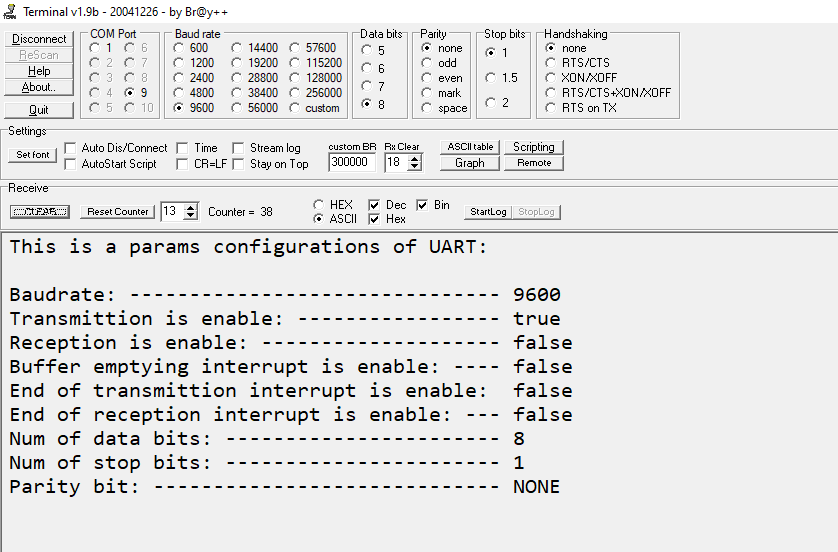 Terminal v1.9b - 20041226 - by Br@y++
Disconnect
ReScan
Help
About..
Quit
COM Port
1 6
2 7
3 8
4 9
5 10
Baud rate
600 14400 57600
1200 19200 115200
2400 28800 128000
4800 38400 256000
9600 56000 custom
Data bits
5
6
7
8
Parity
none
odd
even
mark
space
Stop bits
1
1.5
2
Handshaking
none
RTS/CTS
XON/XOFF
RTS/CTS+XON/XOFF
RTS on TX
Settings
Set font
Auto Dis/Connect Time Stream log
AutoStart Script CR=LF Stay on Top
custom BR Rx Clear
300000 18
ASCII table Scripting
Graph Remote
Receive
CLEAR Reset Counter 13 Counter = 38
HEX Dec Bin
ASCII Hex
StartLog StopLog
This is a params configurations of UART:
Baudrate: ------------------------------- 9600
Transmittion is enable: ----------------- true
Reception is enable: -------------------- false
Buffer emptying interrupt is enable: ---- false
End of transmittion interrupt is enable: false
End of reception interrupt is enable: --- false
Num of data bits: ----------------------- 8
Num of stop bits: ----------------------- 1
Parity bit: ----------------------------- NONE